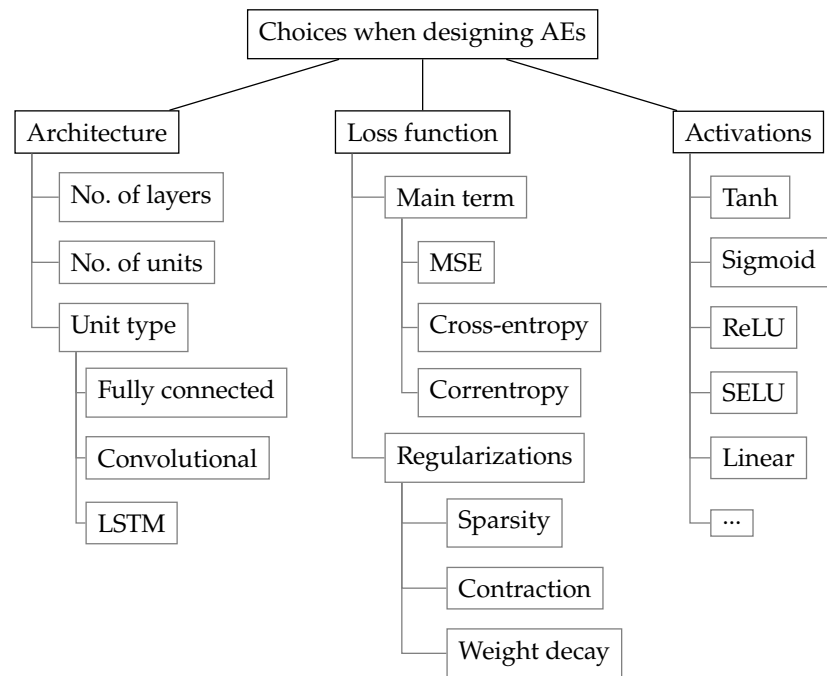 Choices when designing AEs
Architecture
No. of layers
No. of units
Unit type
Fully connected
Convolutional
LSTM
Loss function
Main term
MSE
Cross-entropy
Correntropy
Regularizations
Sparsity
Contraction
Weight decay
Activations
Tanh
Sigmoid
ReLU
SELU
Linear
...